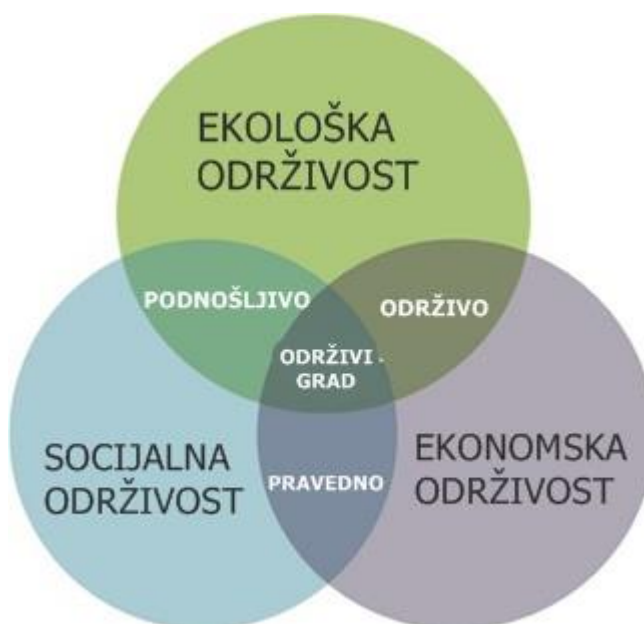 EKOLOŠKA
ODRŽIVOST
PODNOŠLJIVO
ODRŽIVO
ODRŽIVI
GRAD
SOCIJALNA
ODRŽIVOST
EKONOMSKA
ODRŽIVOST
PRAVEDNO